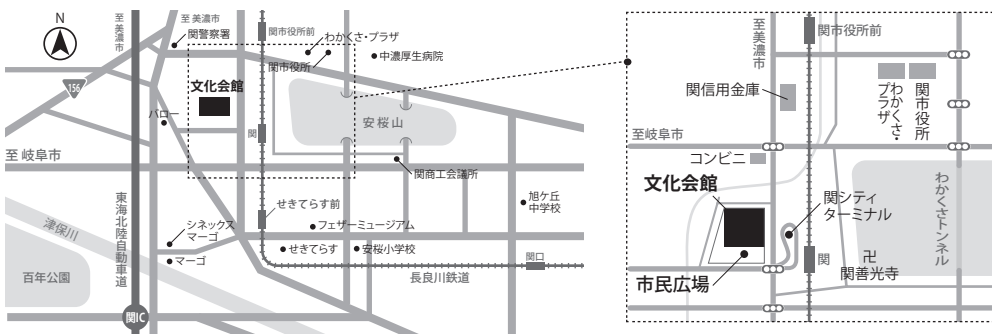 N
至美濃市
至 美濃市
関警察署
関市役所前
わかくさ・プラザ
関市役所
中濃厚生病院
156
文化会館
バロー
関
安桜山
至 岐阜市
関商工会議所
東海北陸自動車道
せきてらす前
旭ケ丘
中学校
津保川
シネックス
マーゴ
フェザーミュージアム
マーゴ
せきてらす
安桜小学校
関口
百年公園
長良川鉄道
関IC
至美濃市
関市役所前
関信用金庫
わかくさ・
プラザ
関市役所
至岐阜市
コンビニ
文化会館
関シティ
ターミナル
わかくさトンネル
関
卍
関善光寺
市民広場